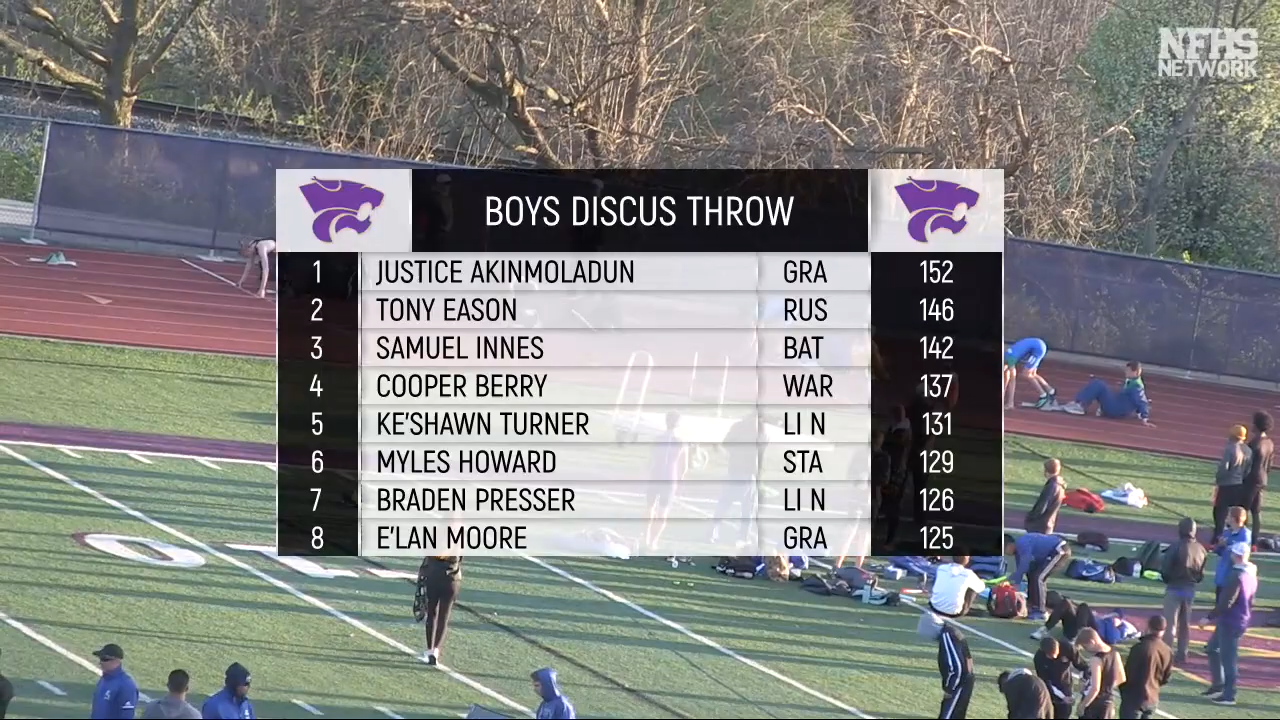 NFHS
NETWORK
BOYS DISCUS THROW
1 JUSTICE AKINMOLADUN GRA 152
2 TONY EASON RUS 146
3 SAMUEL INNES BAT 142
4 COOPER BERRY WAR 137
5 KE'SHAWN TURNER LI N 131
6 MYLES HOWARD STA 129
7 BRADEN PRESSER LI N 126
8 E'LAN MOORE GRA 125